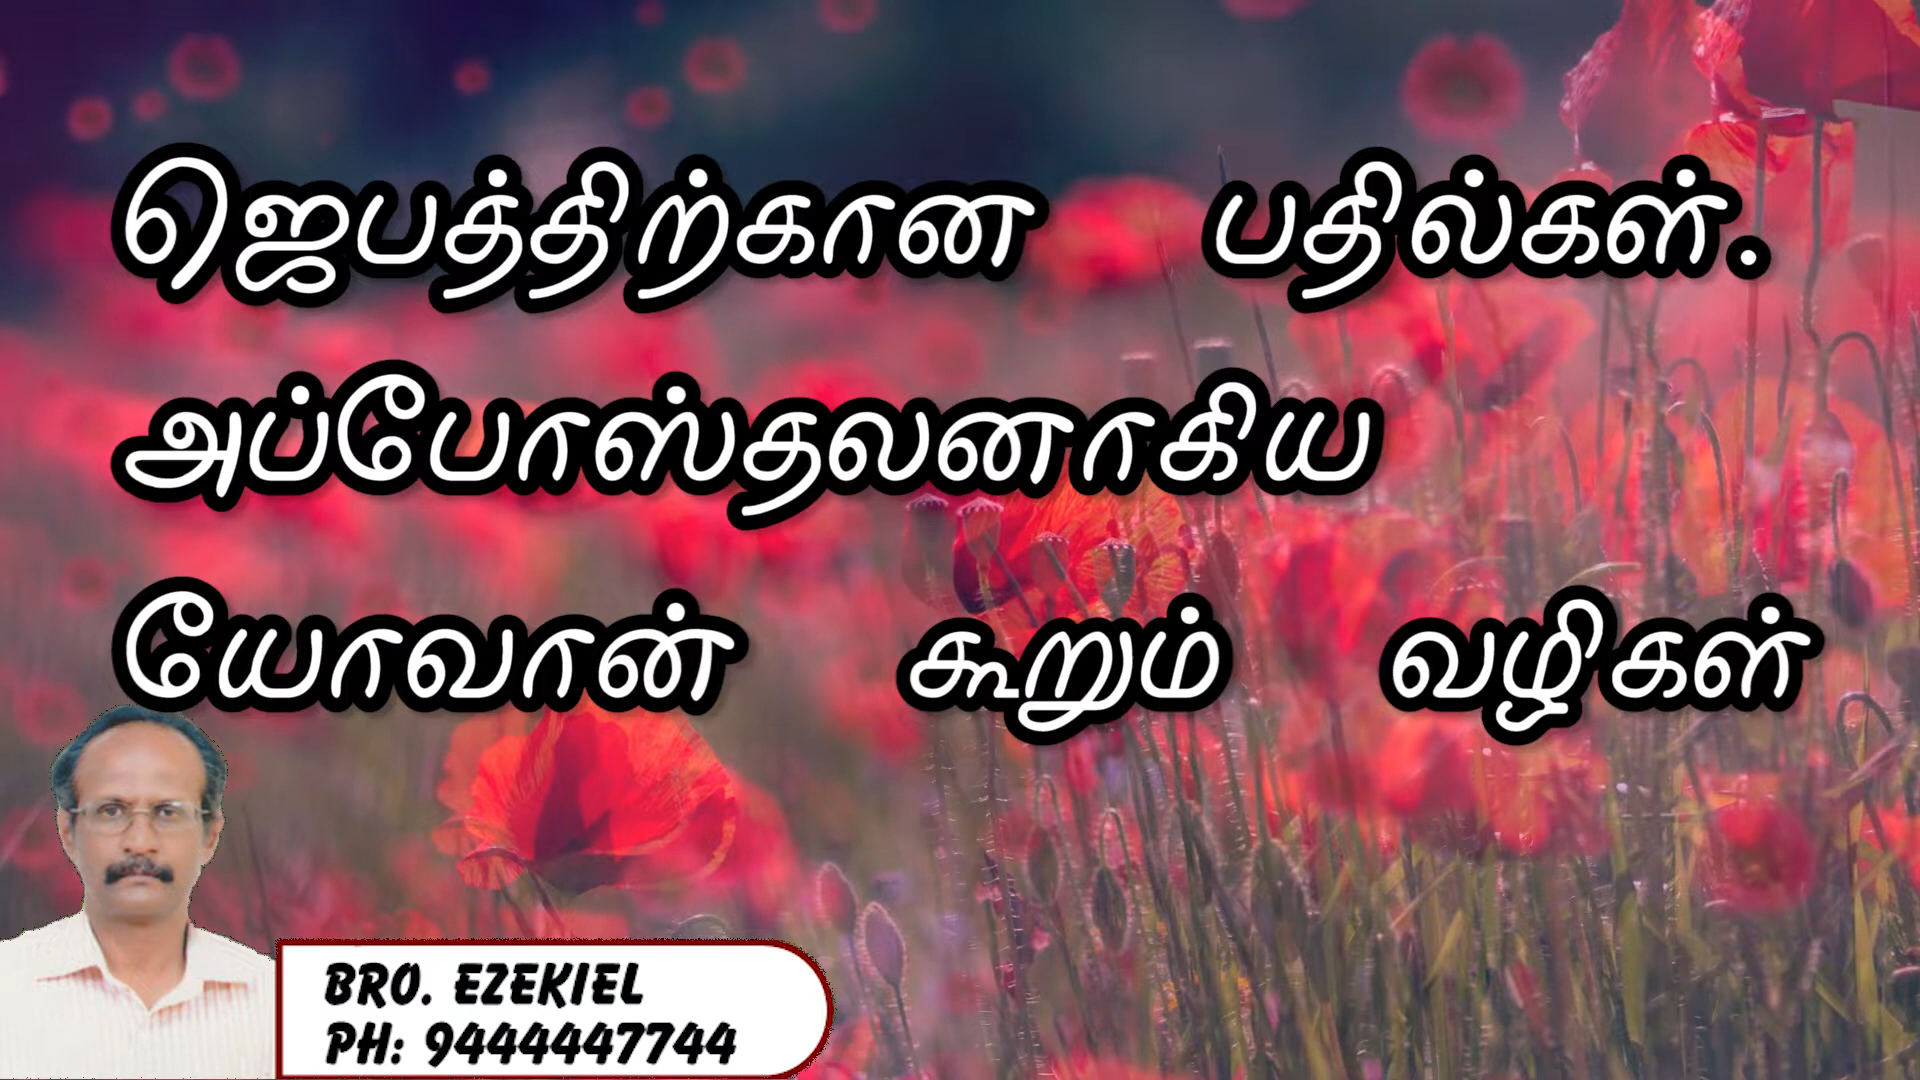 ஜெபத்திற்கான பதில்கள்.
அப்போஸ்தலனாகிய
யோவான் கூறும் வழிகள்
BRO. EZEKIEL
PH: 9444447744